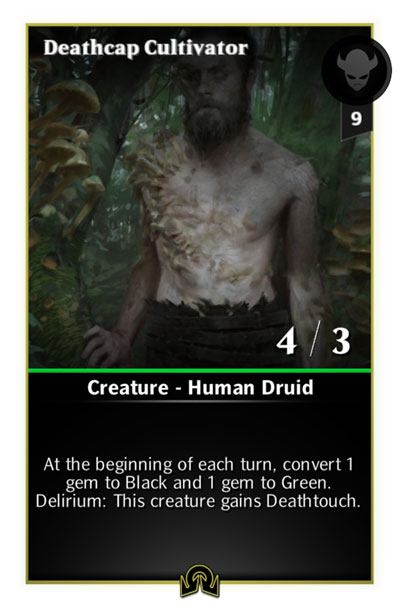 Deathcap Cultivator
9
4 / 3
Creature - Human Druid
At the beginning of each turn, convert 1
gem to Black and 1 gem to Green.
Delirium: This creature gains Deathtouch.